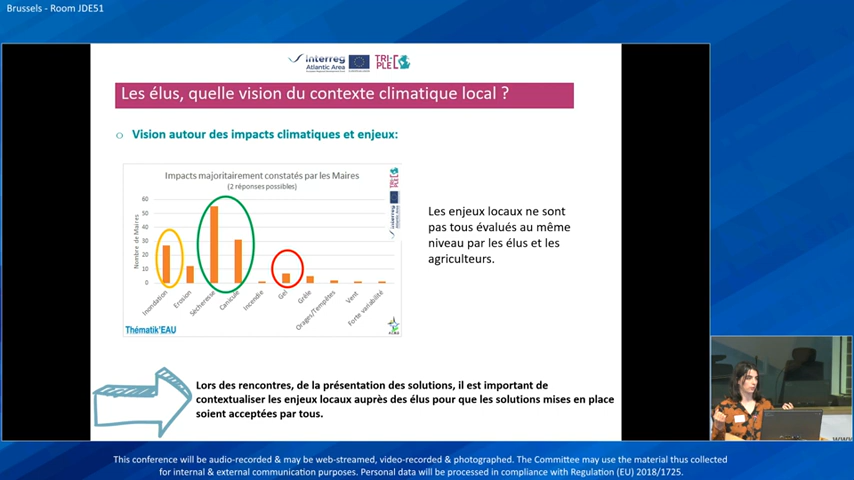 Brussels - Room JDE51
Interreg
Atlantic Area
TRI-
PLE
Les élus, quelle vision du contexte climatique local ?
o Vision autour des impacts climatiques et enjeux:
Impacts majoritairement constatés par les Maires
(2 réponses possibles)
Nombre de Maires
60
50
40
30
20
10
0
Inondation
Erosion
Sécheresse
Canicule
Incendie
Gel
Grêle
Orages/Tempêtes
Vent
Forte variabilité
TRI-
PLE
Interreg
Thématik'EAU
Les enjeux locaux ne sont
pas tous évalués au même
niveau par les élus et les
agriculteurs.
Lors des rencontres, de la présentation des solutions, il est important de
contextualiser les enjeux locaux auprès des élus pour que les solutions mises en place
soient acceptées par tous.
WWW
This conference will be audio-recorded & may be web-streamed, video-recorded & photographed. The Committee may use the material thus collected
for internal & external communication purposes. Personal data will be processed in compliance with Regulation (EU) 2018/1725.